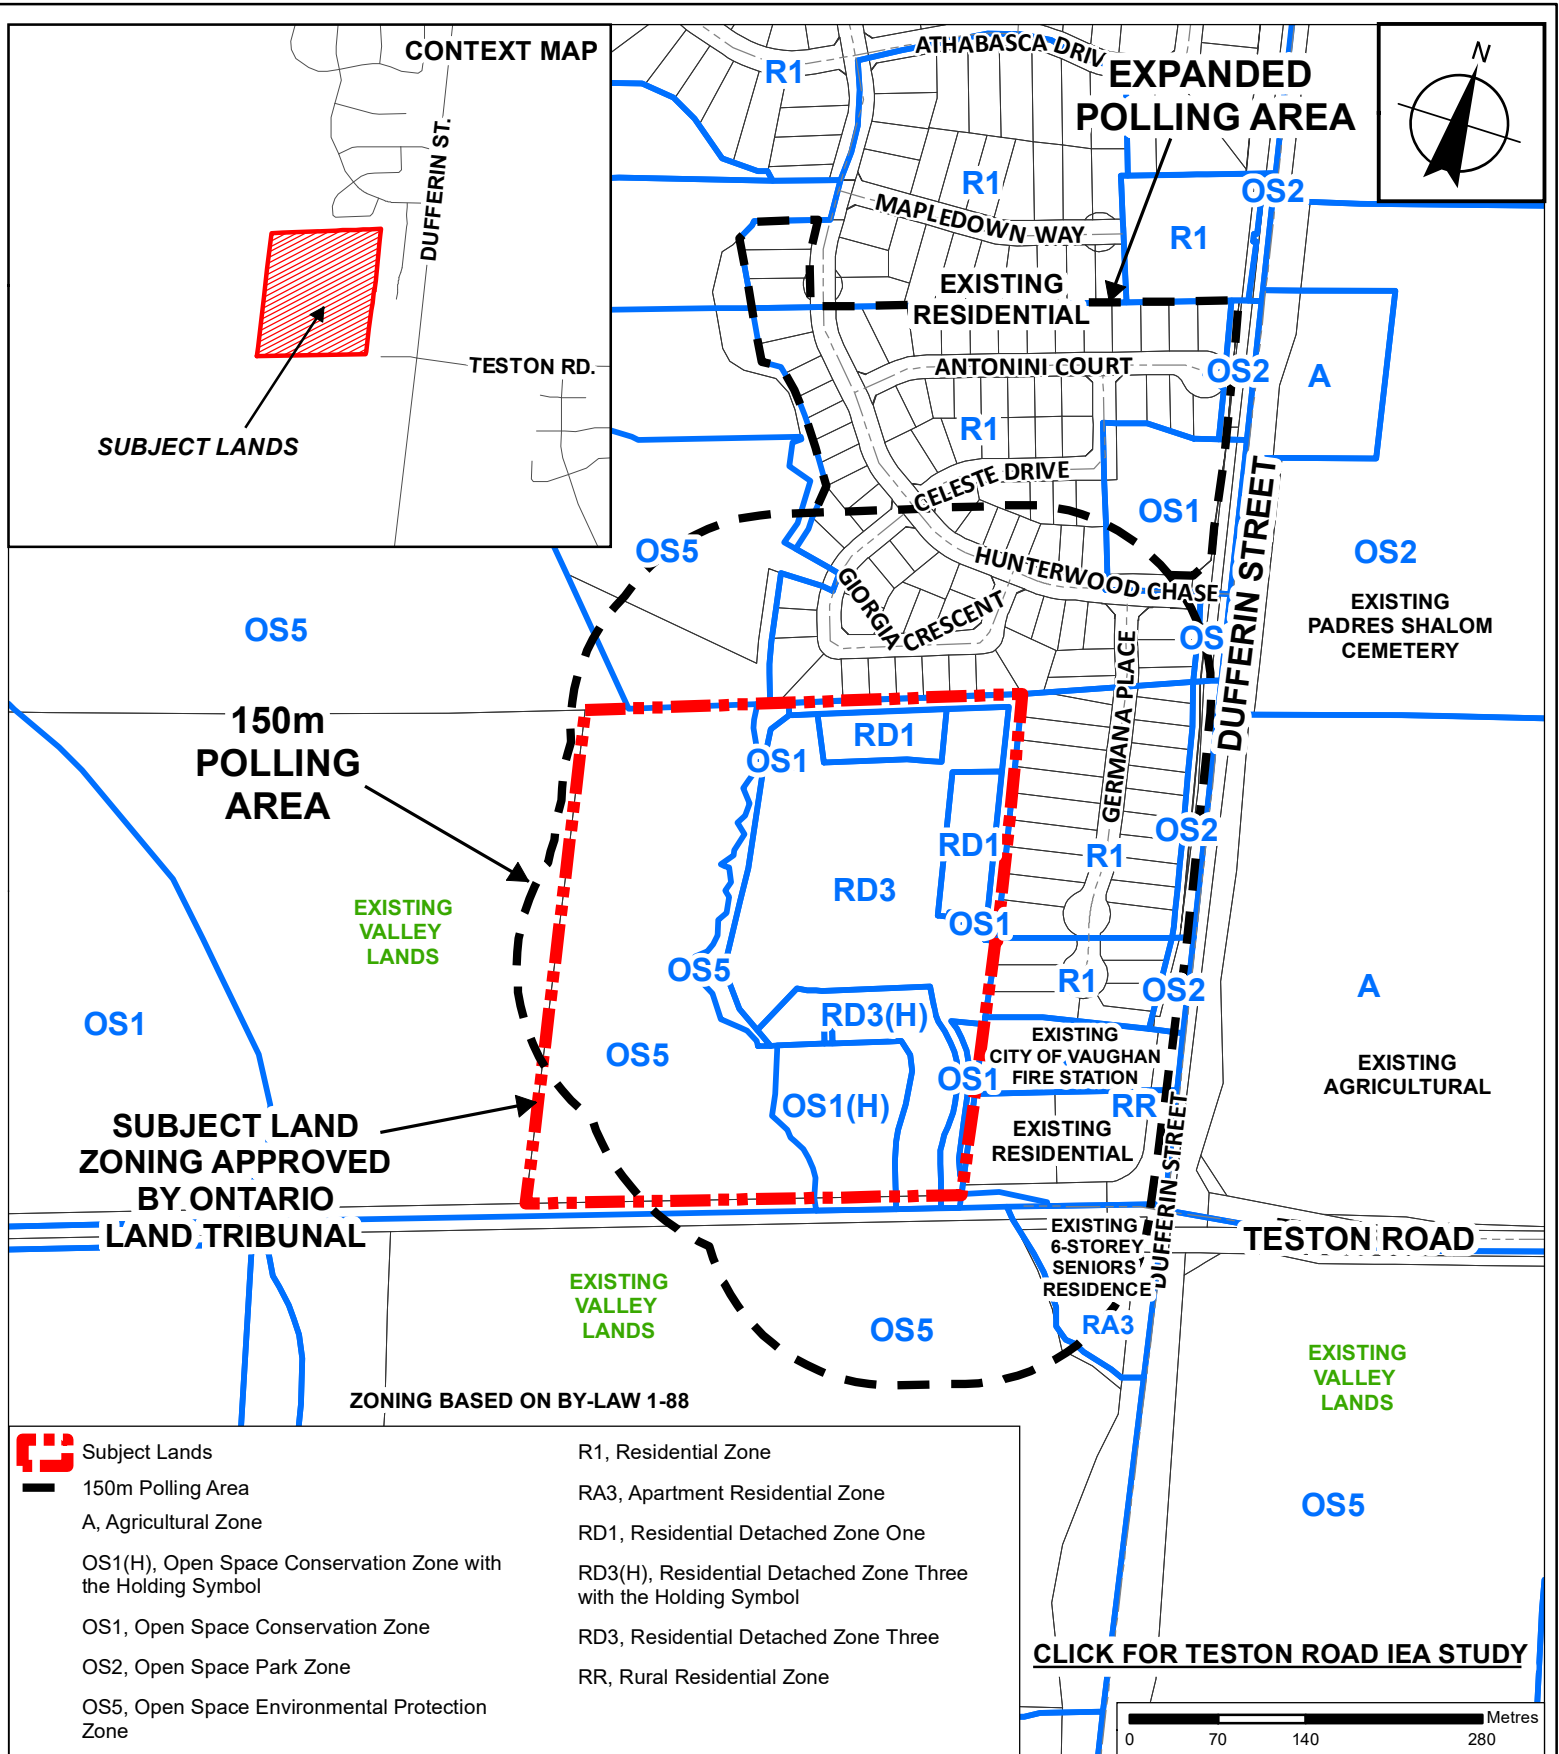 CONTEXT MAP
DUFFERIN ST.
TESTON RD.
SUBJECT LANDS
N
ATHABASCA DRIV
R1
EXPANDED
POLLING AREA
R1
OS2
MAPLEDOWN WAY
R1
EXISTING
RESIDENTIAL
ANTONINI COURT
OS2
A
R1
CELESTE DRIVE
OS1
DUFFERIN STREET
OS5
HUNTERWOOD CHASE
OS2
GIORGIA CRESCENT
EXISTING
PADRES SHALOM
CEMETERY
OS5
OS
GERMANA PLACE
150m
POLLING
AREA
RD1
OS1
OS2
RD1
R1
RD3
EXISTING
VALLEY
LANDS
OS1
OS5
R1
OS2
A
OS1
RD3(H)
EXISTING
CITY OF VAUGHAN
FIRE STATION
OS5
EXISTING
AGRICULTURAL
OS1
OS1(H)
RR
SUBJECT LAND
ZONING APPROVED
BY ONTARIO
LAND TRIBUNAL
EXISTING
RESIDENTIAL
DUFFERIN STREET
TESTON ROAD
EXISTING
6-STOREY
SENIORS
RESIDENCE
EXISTING
VALLEY
LANDS
OS5
RA3
EXISTING
VALLEY
LANDS
ZONING BASED ON BY-LAW 1-88
OS5
Subject Lands
150m Polling Area
A, Agricultural Zone
OS1(H), Open Space Conservation Zone with
the Holding Symbol
OS1, Open Space Conservation Zone
OS2, Open Space Park Zone
OS5, Open Space Environmental Protection
Zone
R1, Residential Zone
RA3, Apartment Residential Zone
RD1, Residential Detached Zone One
RD3(H), Residential Detached Zone Three
with the Holding Symbol
RD3, Residential Detached Zone Three
RR, Rural Residential Zone
CLICK FOR TESTON ROAD IEA STUDY
Metres
0 70 140 280